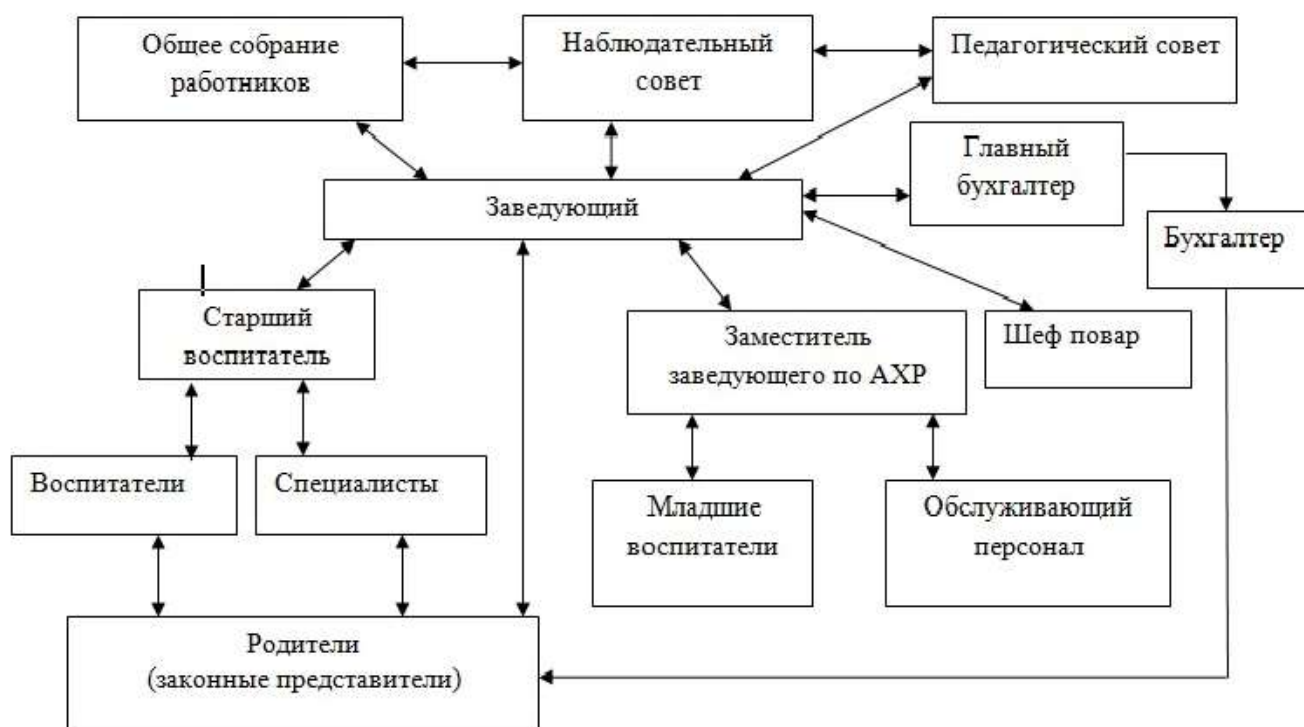 Общее собрание
работников
Наблюдательный
совет
Педагогический совет
Главный
бухгалтер
Заведующий
Бухгалтер
Старший
воспитатель
Заместитель
заведующего по АХР
Шеф повар
Воспитатели
Специалисты
Младшие
воспитатели
Обслуживающий
персонал
Родители
(законные представители)